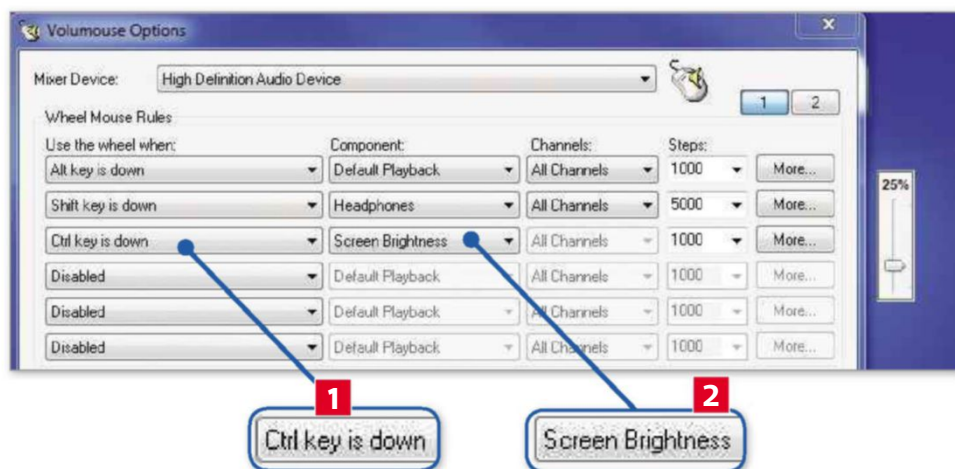 Volumouse Options
x
Mixer Device: High Definition Audio Device
1 2
Wheel Mouse Rules
Use the wheel when: Component: Channels: Steps:
Alt key is down Default Playback All Channels 1000 More...
Shift key is down Headphones All Channels 5000 More...
25%
Ctrl key is down Screen Brightness All Channels 1000 More...
Disabled Default Playback All Channels 1000 More...
Disabled Default Playback All Channels 1000 More...
Disabled Default Playback All Channels 1000 More...
1 2
Ctrl key is down Screen Brightness